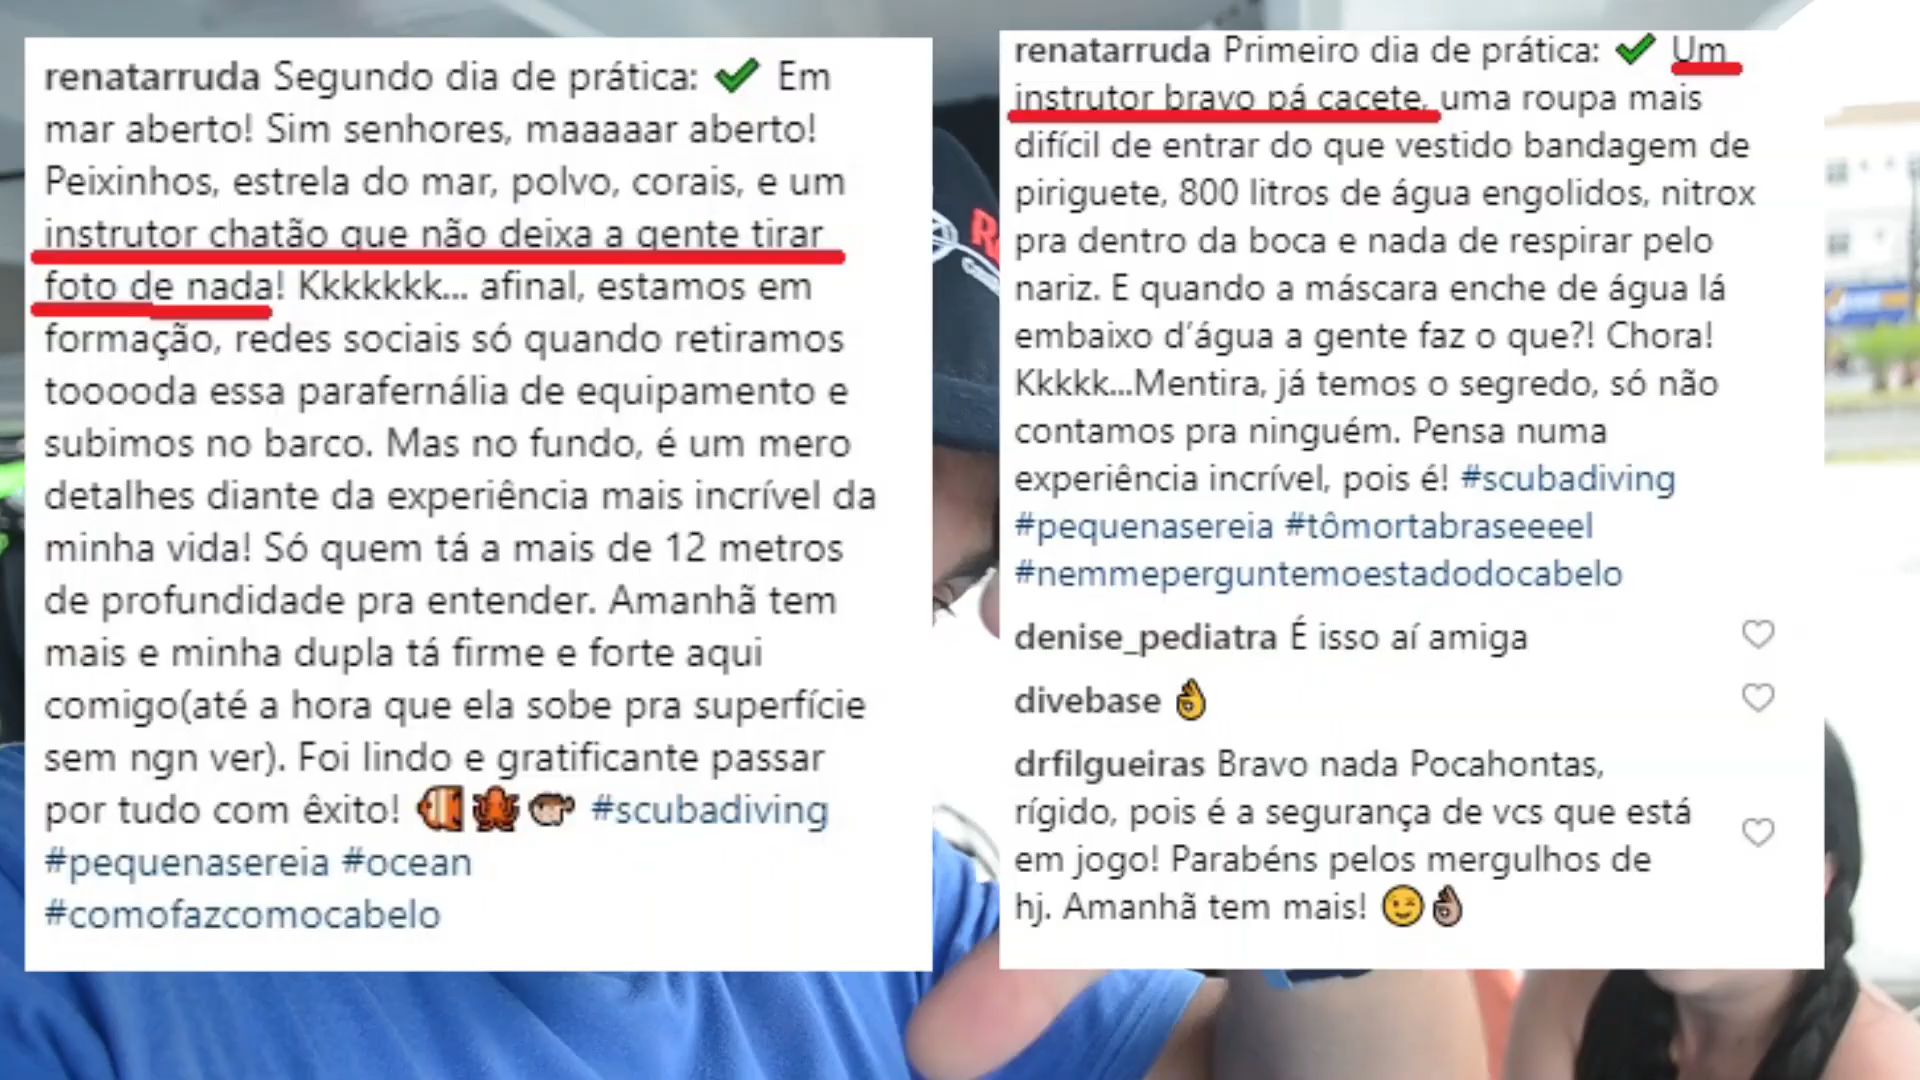 renatarruda Segundo dia de prática: ✔ Em
mar aberto! Sim senhores, maaaaar aberto!
Peixinhos, estrela do mar, polvo, corais, e um
instrutor chatão que não deixa a gente tirar
foto de nada! Kkkkkkk... afinal, estamos em
formação, redes sociais só quando retiramos
tooooda essa parafernália de equipamento e
subimos no barco. Mas no fundo, é um mero
detalhes diante da experiência mais incrível da
minha vida! Só quem tá a mais de 12 metros
de profundidade pra entender. Amanhã tem
mais e minha dupla tá firme e forte aqui
comigo(até a hora que ela sobe pra superfície
sem ngn ver). Foi lindo e gratificante passar
por tudo com êxito! 🐠🐙🐡 #scubadiving
#pequenasereia #ocean
#comofazcomocabelo
renatarruda Primeiro dia de prática: ✔ Um
instrutor bravo pá cacete, uma roupa mais
difícil de entrar do que vestido bandagem de
piriguete, 800 litros de água engolidos, nitrox
pra dentro da boca e nada de respirar pelo
nariz. E quando a máscara enche de água lá
embaixo d’água a gente faz o que?! Chora!
Kkkkk...Mentira, já temos o segredo, só não
contamos pra ninguém. Pensa numa
experiência incrível, pois é! #scubadiving
#pequenasereia #tômortabraseeeel
#nemmeperguntemoestadodocabelo
denise_pediatra É isso aí amiga
divebase 👌
drfilgueiras Bravo nada Pocahontas,
rígido, pois é a segurança de vcs que está
em jogo! Parabéns pelos mergulhos de
hj. Amanhã tem mais! 😉👌🏽